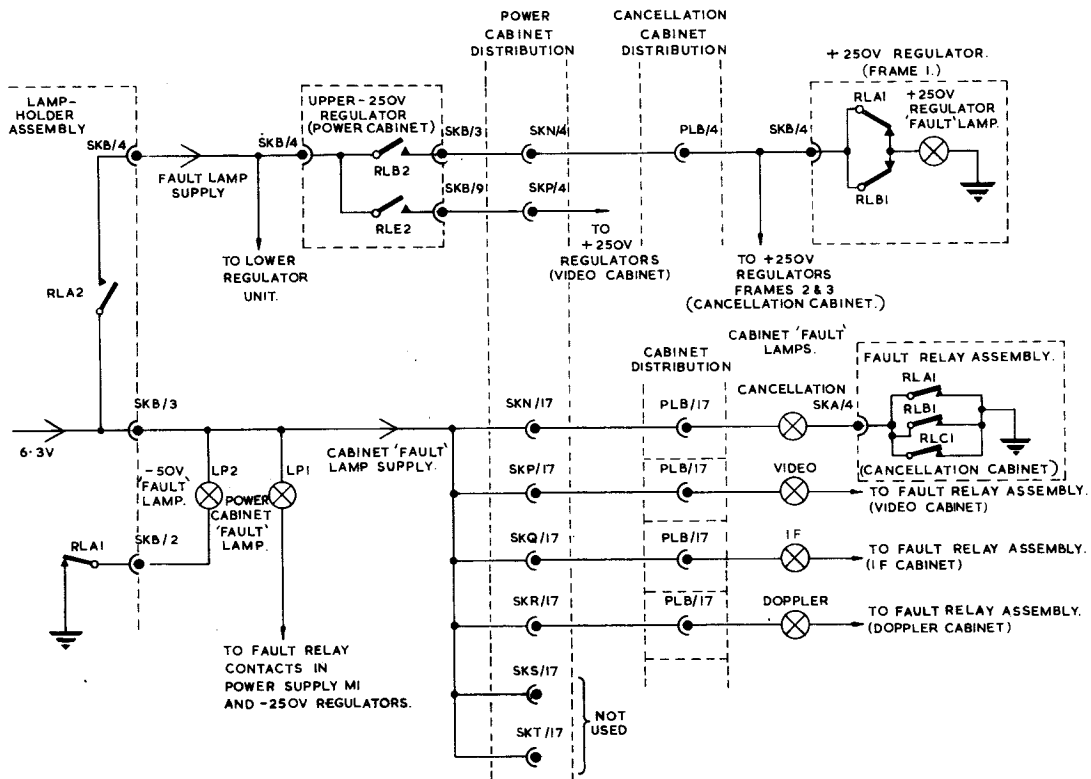 POWER
CABINET
DISTRIBUTION
CANCELLATION
CABINET
DISTRIBUTION
+250V REGULATOR.
(FRAME 1.)
LAMP-
HOLDER
ASSEMBLY
UPPER-250V
REGULATOR
(POWER CABINET)
RLA1
+250V
REGULATOR
'FAULT' LAMP.
SKB/4
SKB/4
SKB/3
SKN/4
PLB/4
SKB/4
FAULT LAMP
SUPPLY
RLB2
RLB1
SKB/9
SKP/4
RLE2
TO LOWER
REGULATOR
UNIT.
TO
+250V
REGULATORS
(VIDEO CABINET)
TO +250V
REGULATORS
FRAMES 2 & 3
(CANCELLATION CABINET.)
RLA2
CABINET 'FAULT'
LAMPS.
CABINET
DISTRIBUTION
FAULT RELAY ASSEMBLY.
SKB/3
SKN/17
PLB/17
CANCELLATION
SKA/4
RLA1
RLB1
RLC1
(CANCELLATION CABINET)
6·3V
CABINET 'FAULT'
LAMP SUPPLY.
-50V
'FAULT'
LAMP.
LP2
LP1
POWER
CABINET
'FAULT'
LAMP.
SKP/17
PLB/17
VIDEO
TO FAULT RELAY ASSEMBLY.
(VIDEO CABINET)
RLA1
SKB/2
SKQ/17
PLB/17
IF
TO FAULT RELAY ASSEMBLY.
(IF CABINET)
SKR/17
PLB/17
DOPPLER
TO FAULT RELAY ASSEMBLY.
(DOPPLER CABINET)
TO FAULT RELAY
CONTACTS IN
POWER SUPPLY M1
AND -250V REGULATORS.
SKS/17
SKT/17
NOT
USED